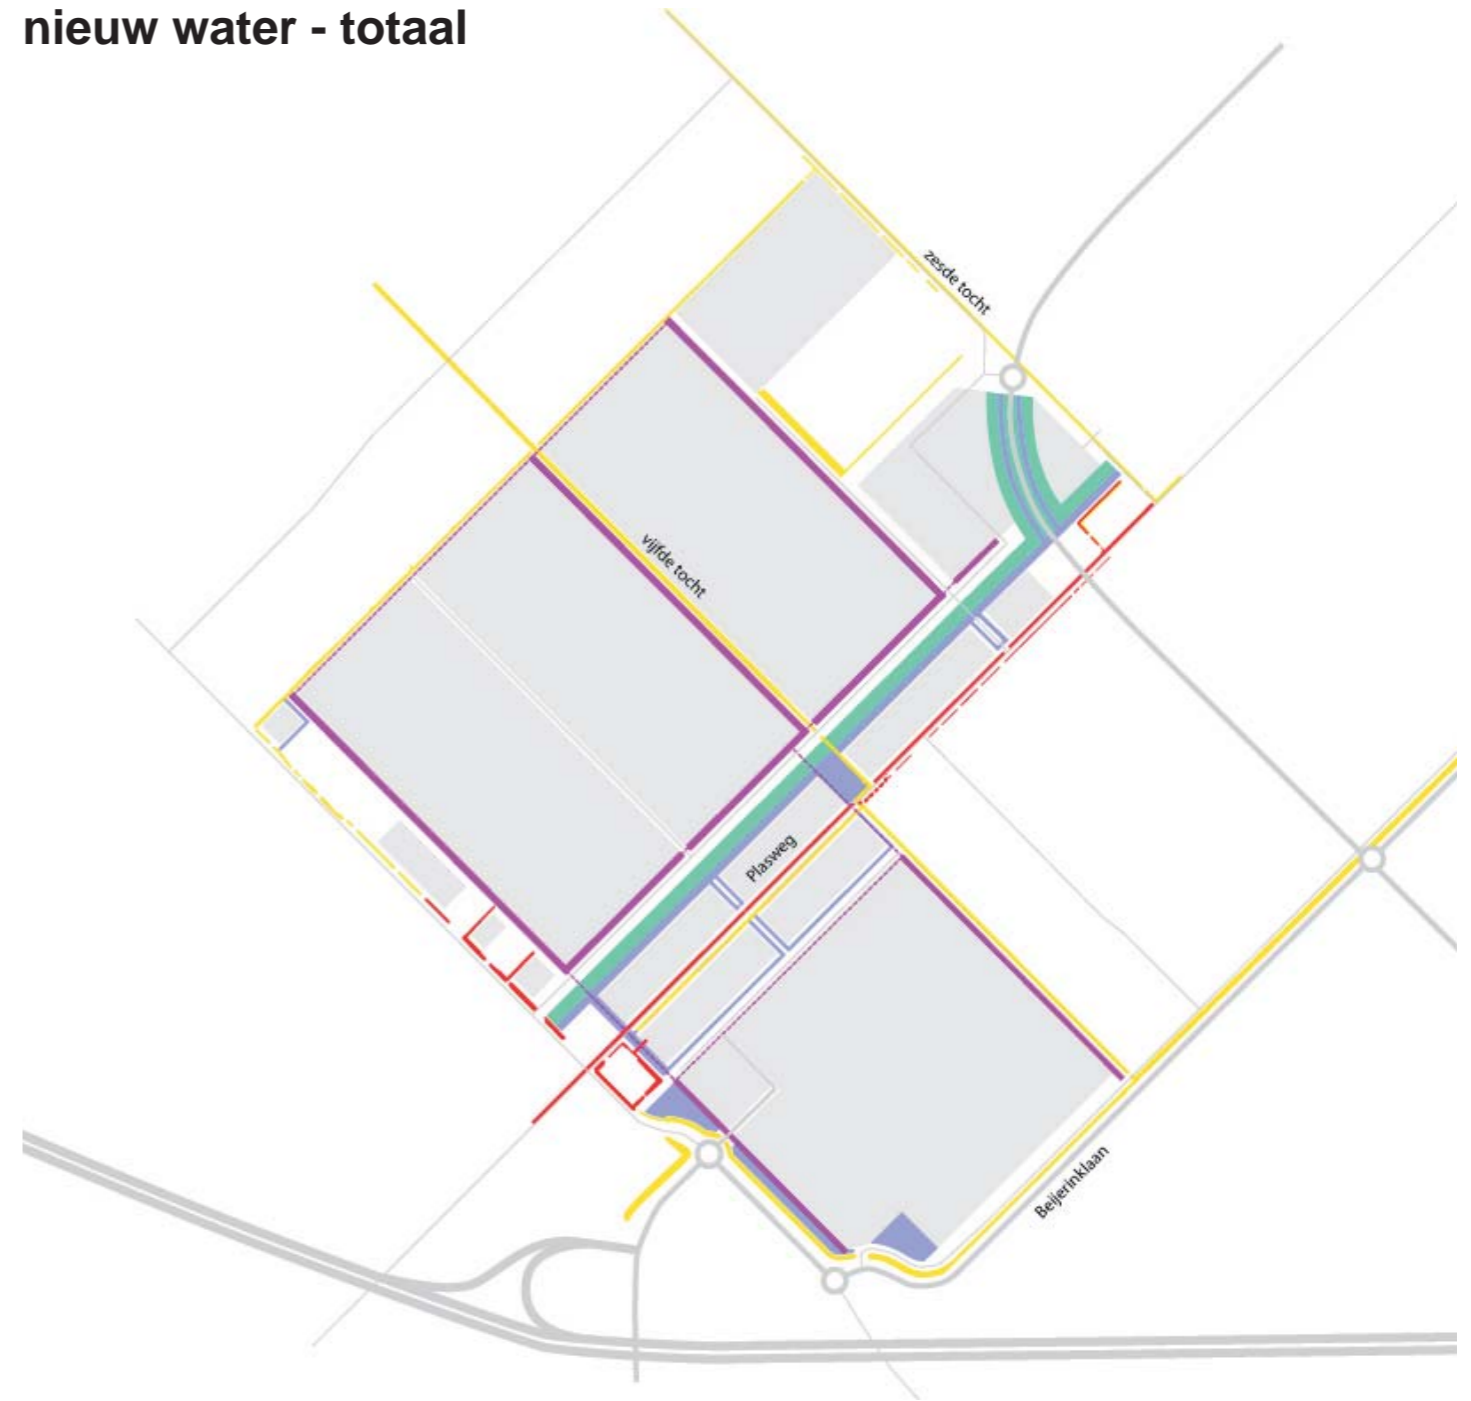 nieuw water - totaal
zesde tocht
vijfde tocht
Plasweg
Beijerinklaan